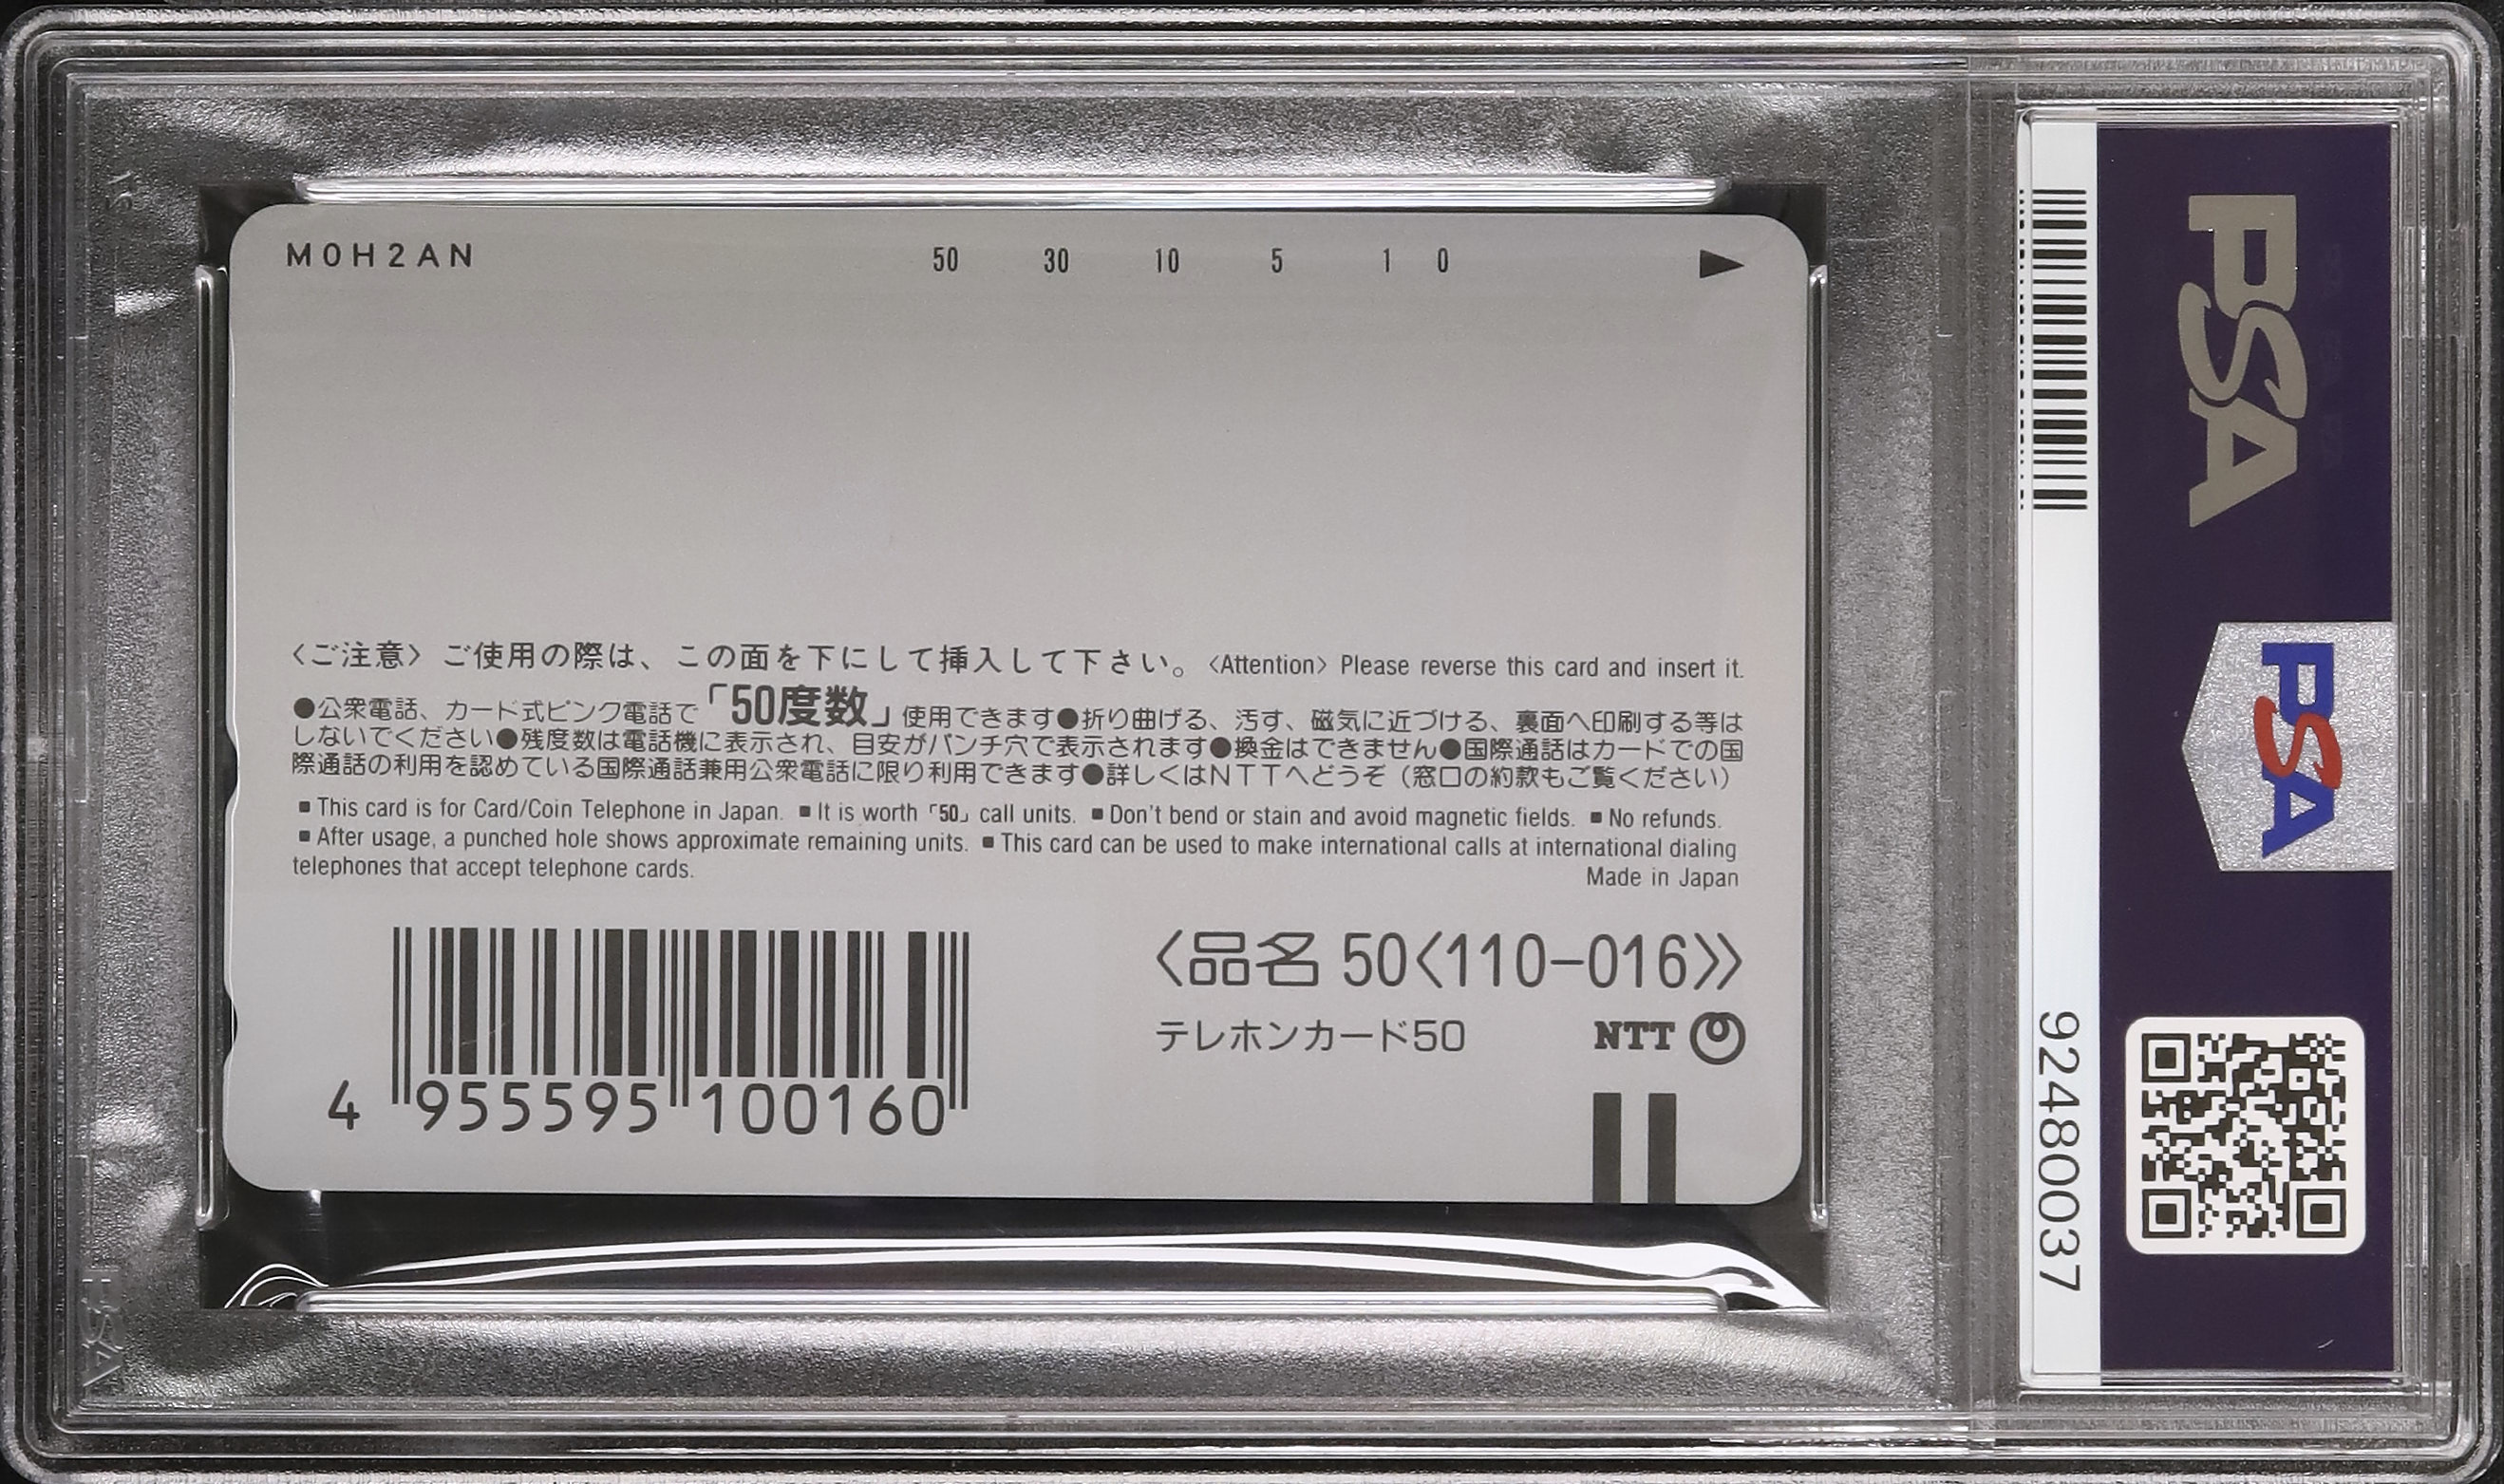 M0H2AN 50 30 10 5 1 0
〈ご注意〉ご使用の際は、この面を下にして挿入して下さい。〈Attention〉Please reverse this card and insert it.
●公衆電話、カード式ピンク電話で「50度数」使用できます●折り曲げる、汚す、磁気に近づける、裏面へ印刷する等は
しないでください●残度数は電話機に表示され、目安がパンチ穴で表示されます●換金はできません●国際通話はカードでの国
際通話の利用を認めている国際通話兼用公衆電話に限り利用できます●詳しくはNTTへどうぞ（窓口の約款もご覧ください）
■This card is for Card/Coin Telephone in Japan. ■It is worth「50」call units. ■Don't bend or stain and avoid magnetic fields. ■No refunds.
■After usage, a punched hole shows approximate remaining units. ■This card can be used to make international calls at international dialing
telephones that accept telephone cards.
Made in Japan
〈品名 50〈110-016〉〉
テレホンカード50 NTT
4 955595 100160
PSA
PSA
92480037
PSA